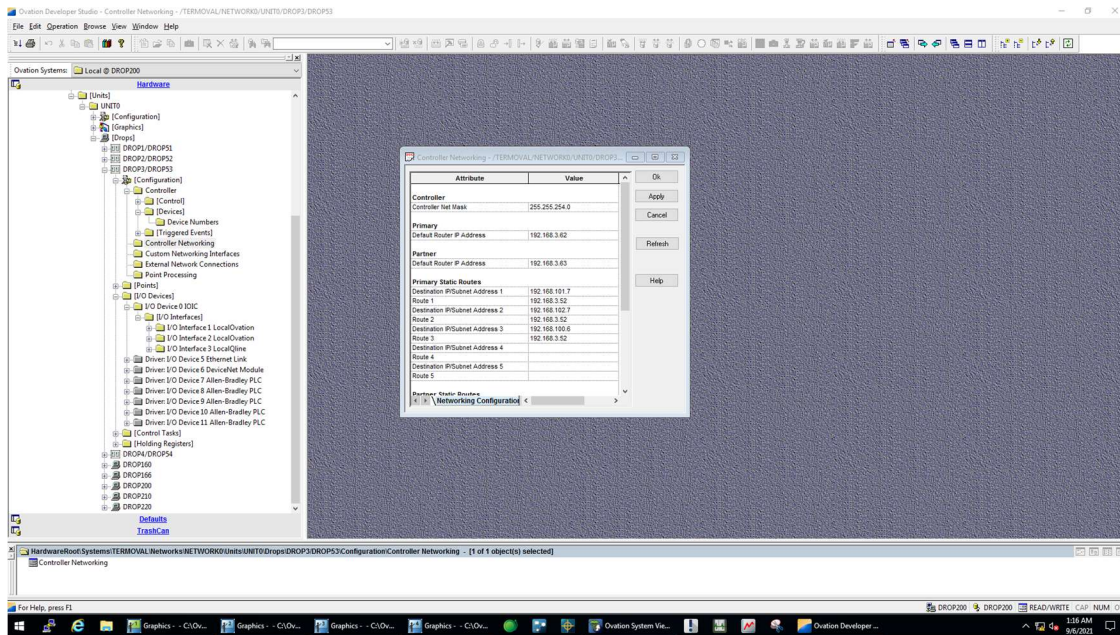 Ovation Developer Studio - Controller Networking - /TERMOVAL/NETWORK0/UNIT0/DROP3/DROP53
File Edit Operation Browse View Window Help
Ovation Systems: Local @ DROP200
Hardware
[Units]
UNIT0
[Configuration]
[Graphics]
[Drops]
DROP1/DROP51
DROP2/DROP52
DROP3/DROP53
[Configuration]
Controller
[Control]
[Devices]
Device Numbers
[Triggered Events]
Controller Networking
Custom Networking Interfaces
External Network Connections
Point Processing
[Points]
[I/O Devices]
I/O Device 0 IOIC
[I/O Interfaces]
I/O Interface 1 LocalOvation
I/O Interface 2 LocalOvation
I/O Interface 3 LocalQline
Driver: I/O Device 5 Ethernet Link
Driver: I/O Device 6 DeviceNet Module
Driver: I/O Device 7 Allen-Bradley PLC
Driver: I/O Device 8 Allen-Bradley PLC
Driver: I/O Device 9 Allen-Bradley PLC
Driver: I/O Device 10 Allen-Bradley PLC
Driver: I/O Device 11 Allen-Bradley PLC
[Control Tasks]
[Holding Registers]
DROP4/DROP54
DROP160
DROP166
DROP200
DROP210
DROP220
Defaults
TrashCan
Controller Networking - /TERMOVAL/NETWORK0/UNIT0/DROP3...
Attribute Value
Controller
Controller Net Mask 255.255.254.0
Primary
Default Router IP Address 192.168.3.62
Partner
Default Router IP Address 192.168.3.63
Primary Static Routes
Destination IP/Subnet Address 1 192.168.101.7
Route 1 192.168.3.52
Destination IP/Subnet Address 2 192.168.102.7
Route 2 192.168.3.52
Destination IP/Subnet Address 3 192.168.100.6
Route 3 192.168.3.52
Destination IP/Subnet Address 4
Route 4
Destination IP/Subnet Address 5
Route 5
Partner Static Routes
Networking Configuration
Ok
Apply
Cancel
Refresh
Help
HardwareRoot\Systems\TERMOVAL\Networks\NETWORK0\Units\UNIT0\Drops\DROP3/DROP53\Configuration\Controller Networking - [1 of 1 object(s) selected]
Controller Networking
For Help, press F1
DROP200 DROP200 READ/WRITE CAP NUM
Graphics - - C:\Ov...
Graphics - - C:\Ov...
Graphics - - C:\Ov...
Graphics - - C:\Ov...
Ovation System Vie...
Ovation Developer ...
1:16 AM
9/6/2021